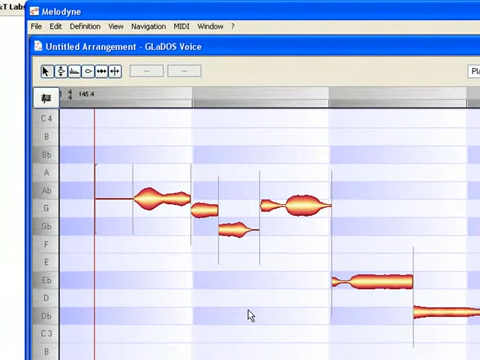 &T Labs
Melodyne
File Edit Definition View Navigation MIDI Window ?
Untitled Arrangement - GLaDOS Voice
Pla
4
4 145.4
C 4
B
Bb
A
Ab
G
Gb
F
E
Eb
D
Db
C 3
B